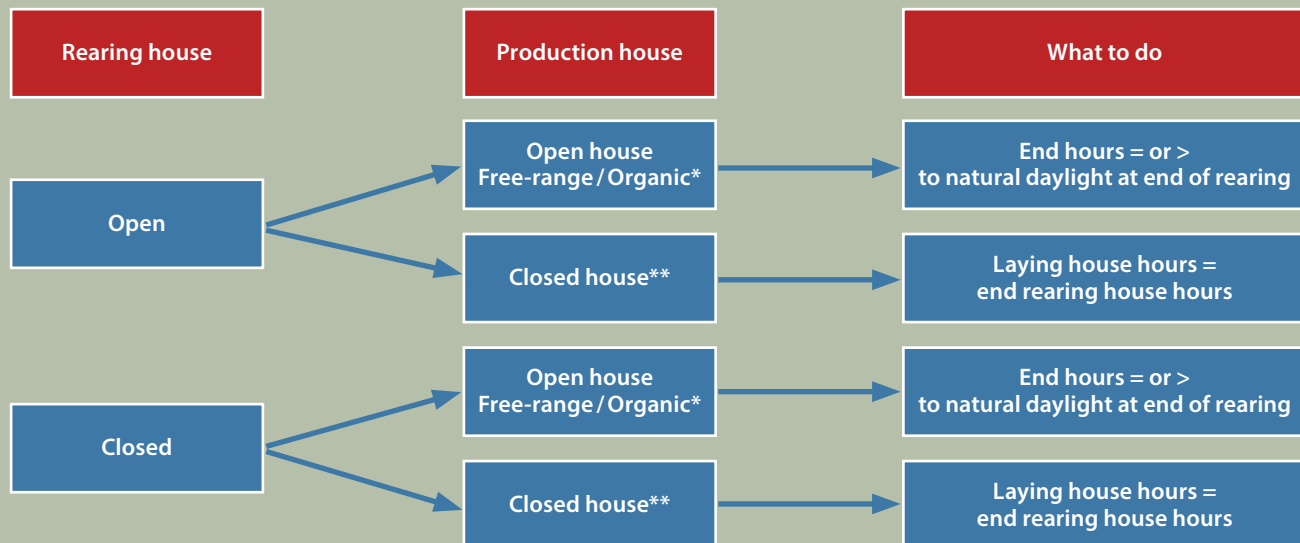 Rearing house
Production house
What to do
Open
Open house
Free-range / Organic*
End hours = or >
to natural daylight at end of rearing
Closed house**
Laying house hours =
end rearing house hours
Closed
Open house
Free-range / Organic*
End hours = or >
to natural daylight at end of rearing
Closed house**
Laying house hours =
end rearing house hours